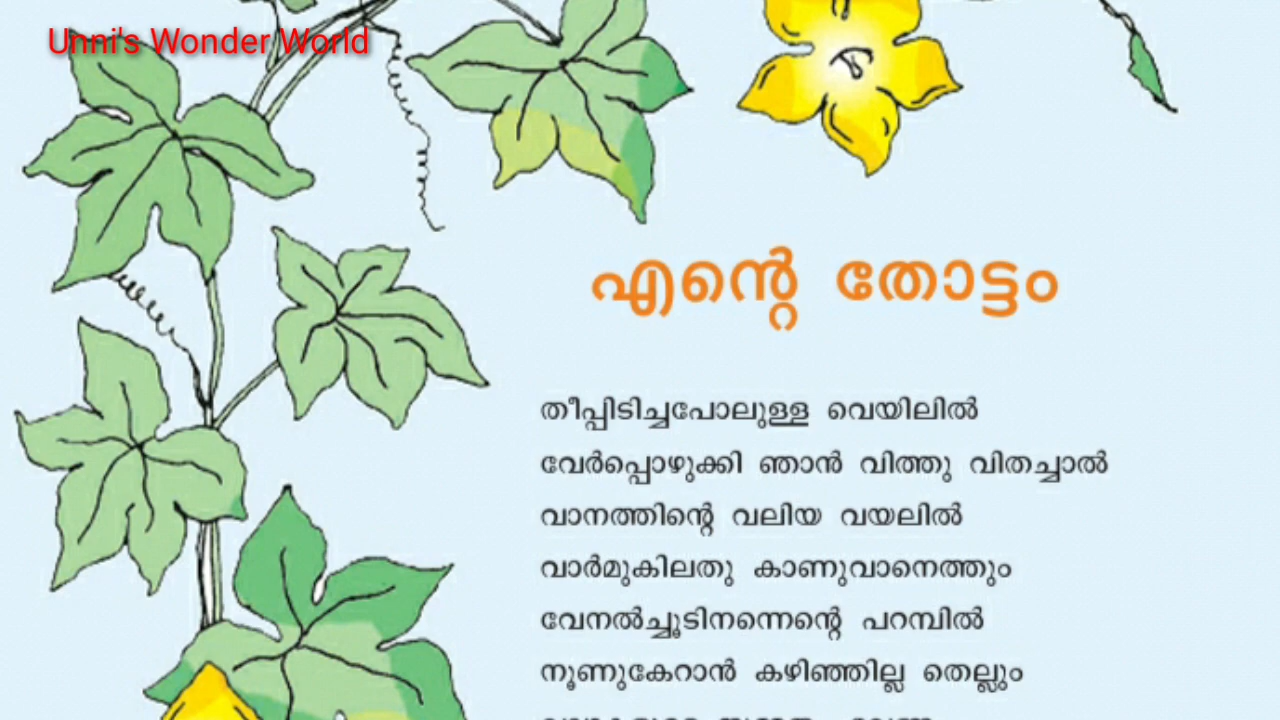 Unni's Wonder World
എന്റെ തോട്ടം
തീപ്പിടിച്ചപോലുള്ള വെയിലിൽ
വേർപ്പൊഴുക്കി ഞാൻ വിത്തു വിതച്ചാൽ
വാനത്തിന്റെ വലിയ വയലിൽ
വാർമുകിലതു കാണുവാനെത്തും
വേനൽച്ചൂടിനന്നെന്റെ പറമ്പിൽ
നൂണുകേറാൻ കഴിഞ്ഞില്ല തെല്ലും